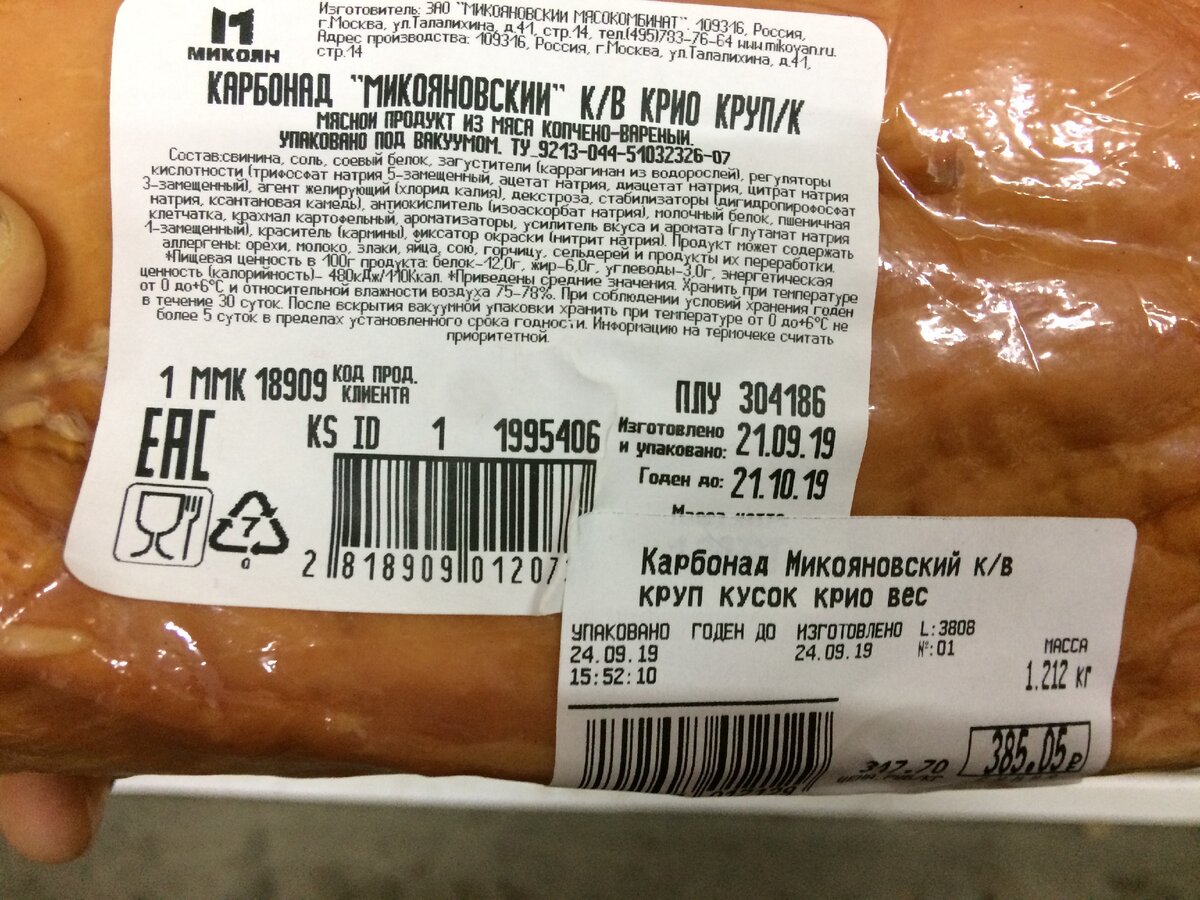 МИКОЯН
Изготовитель: ЗАО "МИКОЯНОВСКИЙ МЯСОКОМБИНАТ". 109316, Россия,
г.Москва, ул.Талалихина, д.41, стр.14, тел.(495)783-76-64 www.mikoyan.ru.
Адрес производства: 109316, Россия, г.Москва, ул.Талалихина, д.41,
стр.14
КАРБОНАД "МИКОЯНОВСКИЙ" К/В КРИО КРУП/К
МЯСНОЙ ПРОДУКТ ИЗ МЯСА КОПЧЕНО-ВАРЕНЫЙ.
УПАКОВАНО ПОД ВАКУУМОМ. ТУ 9213-044-51032326-07
Состав:свинина, соль, соевый белок, загустители (каррагинан из водорослей), регуляторы
кислотности (трифосфат натрия 5-замещенный, ацетат натрия, диацетат натрия, цитрат натрия
3-замещенный), агент желирующий (хлорид калия), декстроза, стабилизаторы (дигидропирофосфат
натрия, ксантановая камедь), антиокислитель (изоаскорбат натрия), молочный белок, пшеничная
клетчатка, крахмал картофельный, ароматизаторы, усилитель вкуса и аромата (глутамат натрия
1-замещенный), краситель (кармины), фиксатор окраски (нитрит натрия). Продукт может содержать
аллергены: орехи, молоко, злаки, яйца, сою, горчицу, сельдерей и продукты их переработки.
*Пищевая ценность в 100г продукта: белок-12,0г, жир-6,0г, углеводы-3,0г, энергетическая
ценность (калорийность)- 480кДж/110Ккал. *Приведены средние значения. Хранить при температуре
от 0 до+6°С и относительной влажности воздуха 75-78%. При соблюдении условий хранения годен
в течение 30 суток. После вскрытия вакуумной упаковки хранить при температуре от 0 до+6°С не
более 5 суток в пределах установленного срока годности. Информацию на термочеке считать
приоритетной.
1 ММК 18909 КОД ПРОД.
КЛИЕНТА
ПЛУ 304186
EAC
KS ID 1 1995406
Изготовлено
и упаковано: 21.09.19
Годен до: 21.10.19
Масса нетто
7
2 818909 01207
Карбонад Микояновский к/в
круп кусок крио вес
УПАКОВАНО ГОДЕН ДО ИЗГОТОВЛЕНО L:3808
24.09.19 24.09.19 №:01
15:52:10
МАССА
1.212 кг
317.70
385,05₽